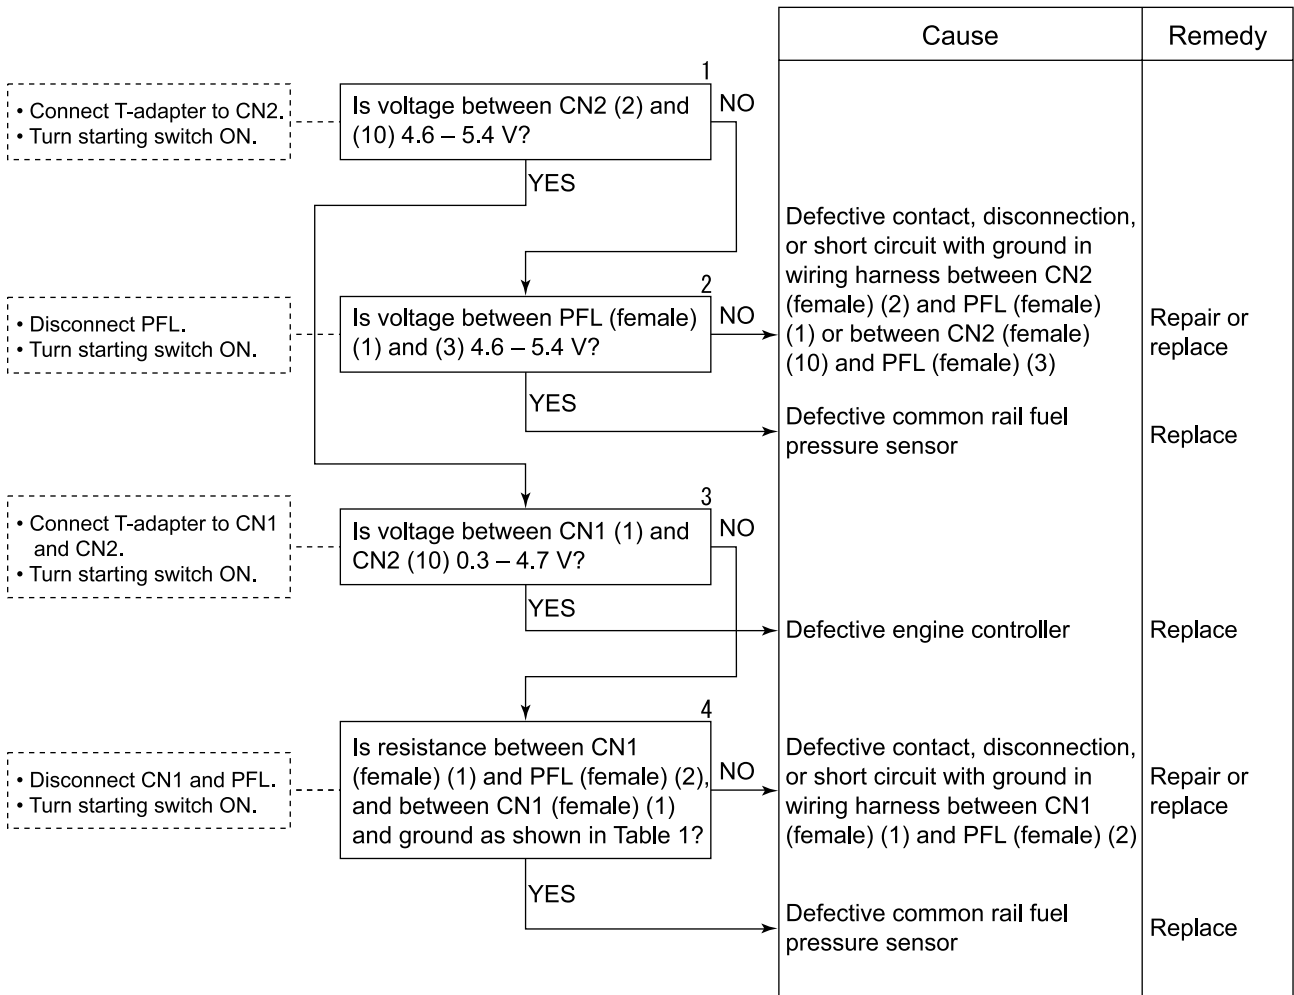 Cause
Remedy
• Connect T-adapter to CN2.
• Turn starting switch ON.
1
Is voltage between CN2 (2) and
(10) 4.6 – 5.4 V?
NO
YES
• Disconnect PFL.
• Turn starting switch ON.
2
Is voltage between PFL (female)
(1) and (3) 4.6 – 5.4 V?
NO
YES
Defective contact, disconnection,
or short circuit with ground in
wiring harness between CN2
(female) (2) and PFL (female)
(1) or between CN2 (female)
(10) and PFL (female) (3)
Repair or
replace
Defective common rail fuel
pressure sensor
Replace
• Connect T-adapter to CN1
and CN2.
• Turn starting switch ON.
3
Is voltage between CN1 (1) and
CN2 (10) 0.3 – 4.7 V?
NO
YES
Defective engine controller
Replace
• Disconnect CN1 and PFL.
• Turn starting switch ON.
4
Is resistance between CN1
(female) (1) and PFL (female) (2),
and between CN1 (female) (1)
and ground as shown in Table 1?
NO
YES
Defective contact, disconnection,
or short circuit with ground in
wiring harness between CN1
(female) (1) and PFL (female) (2)
Repair or
replace
Defective common rail fuel
pressure sensor
Replace